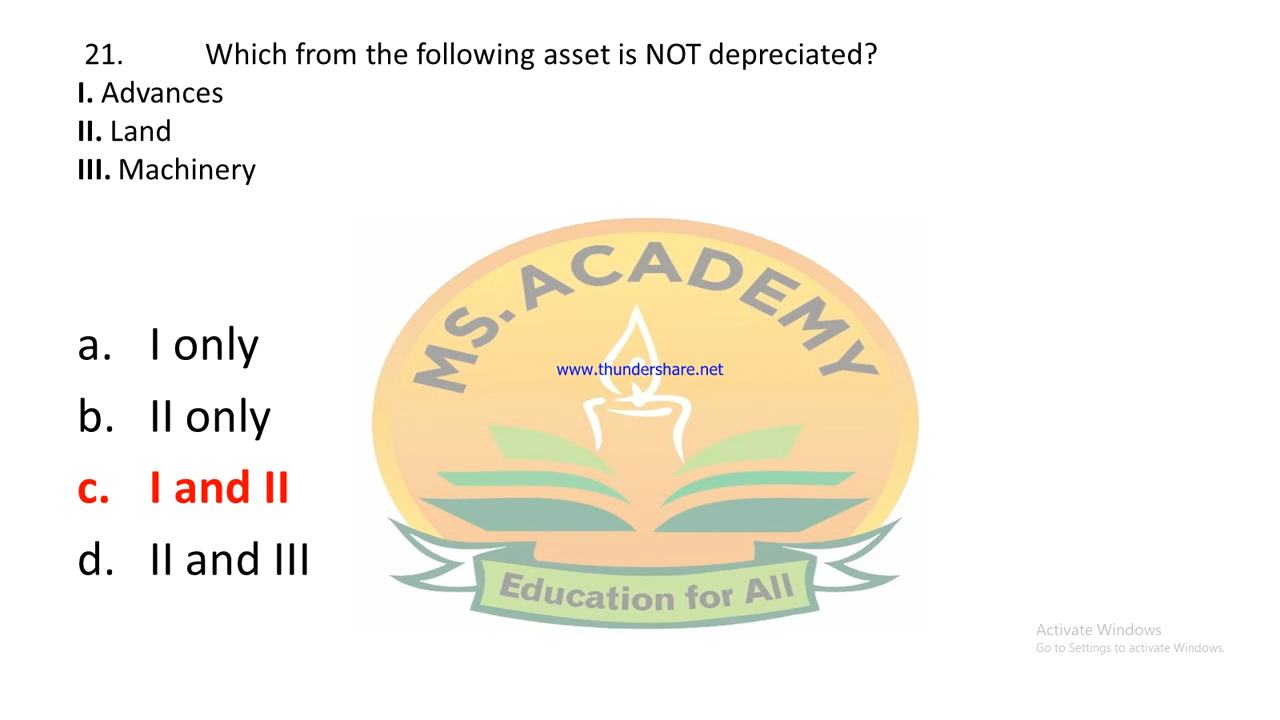 21. Which from the following asset is NOT depreciated?
I. Advances
II. Land
III. Machinery
MS. ACADEMY
a. I only
www.thundershare.net
b. II only
c. I and II
d. II and III
Education for All
Activate Windows
Go to Settings to activate Windows.